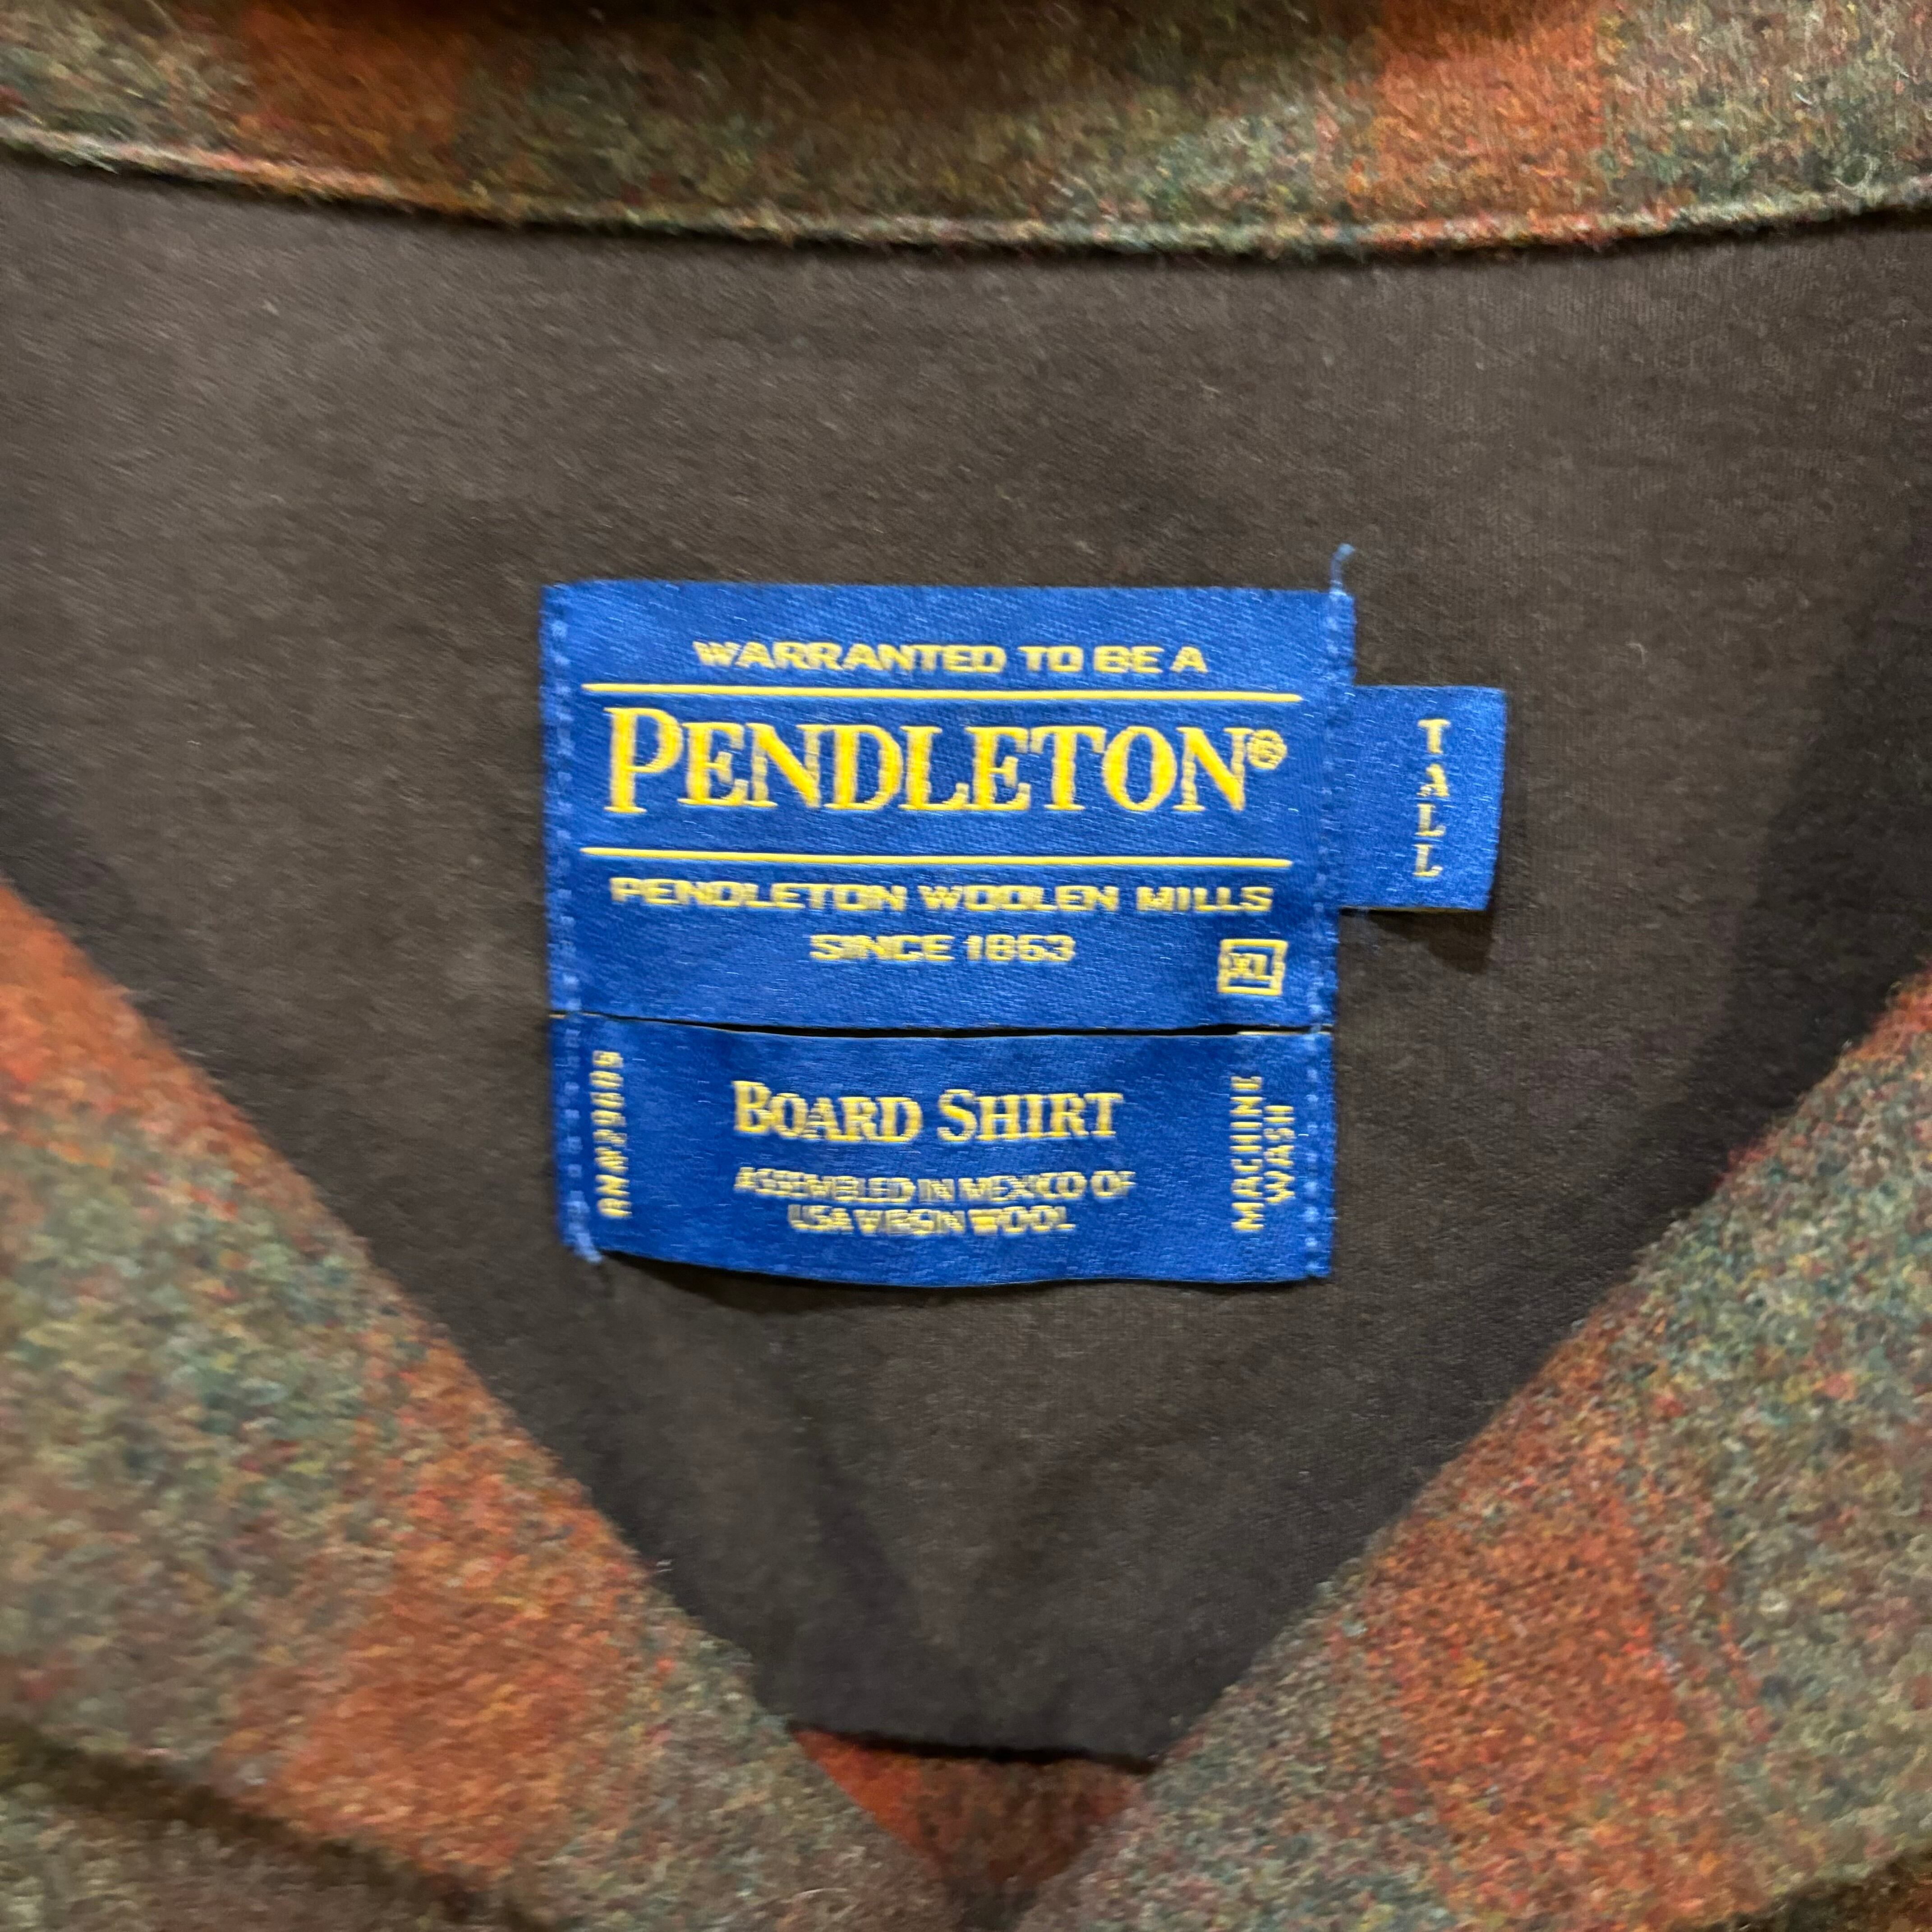 WARRANTED TO BE A
PENDLETON®
PENDLETON WOOLEN MILLS
SINCE 1863
XL
TALL
BOARD SHIRT
ASSEMBLED IN MEXICO OF
USA VIRGIN WOOL
MACHINE
WASH